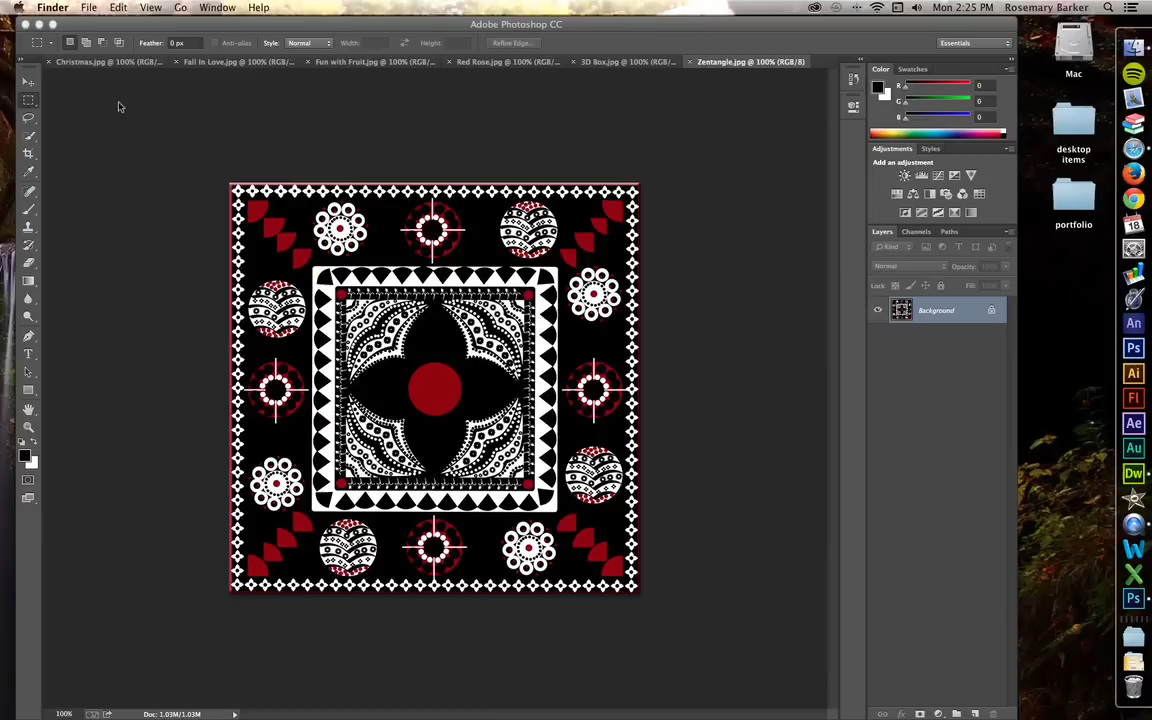 Finder File Edit View Go Window Help Mon 2:25 PM Rosemary Barker
Adobe Photoshop CC
Feather: 0 px Anti-alias Style: Normal Width: Height: Refine Edge... Essentials
Christmas.jpg @ 100% (RGB/... Fall In Love.jpg @ 100% (RGB/... Fun with Fruit.jpg @ 100% (RGB/... Red Rose.jpg @ 100% (RGB/... 3D Box.jpg @ 100% (RGB/... Zentangle.jpg @ 100% (RGB/8)
Color Swatches
R 0
G 0
B 0
Adjustments Styles
Add an adjustment
Layers Channels Paths
Kind
Normal Opacity: 100%
Lock: Fill: 100%
Background
100% Doc: 1.03M/1.03M
Mac
desktop
items
portfolio
18
An
Ps
Ai
Fl
Ae
Au
Dw
Ps